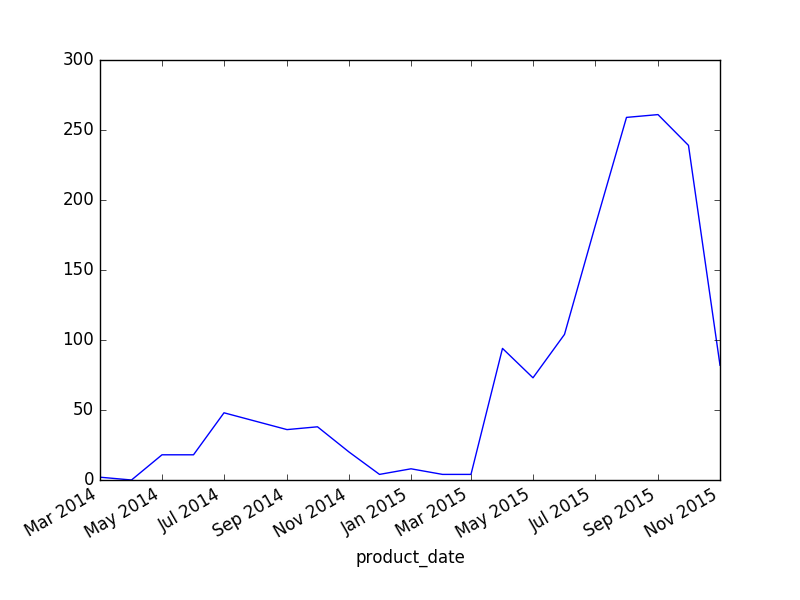 300
250
200
150
100
50
0
Mar 2014
May 2014
Jul 2014
Sep 2014
Nov 2014
Jan 2015
Mar 2015
May 2015
Jul 2015
Sep 2015
Nov 2015
product_date